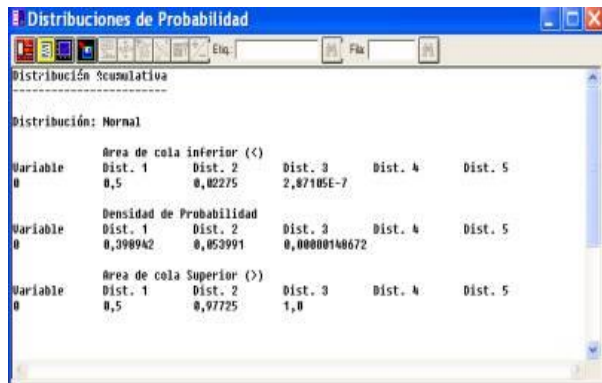 Distribuciones de Probabilidad
Etiq.: Fila:
Distribución Acumulativa
Distribución: Normal
Area de cola inferior (<)
Variable Dist. 1 Dist. 2 Dist. 3 Dist. 4 Dist. 5
0 0,5 0,02275 2,87105E-7
Densidad de Probabilidad
Variable Dist. 1 Dist. 2 Dist. 3 Dist. 4 Dist. 5
0 0,398942 0,053991 0,00000148672
Area de cola Superior (>)
Variable Dist. 1 Dist. 2 Dist. 3 Dist. 4 Dist. 5
0 0,5 0,97725 1,0